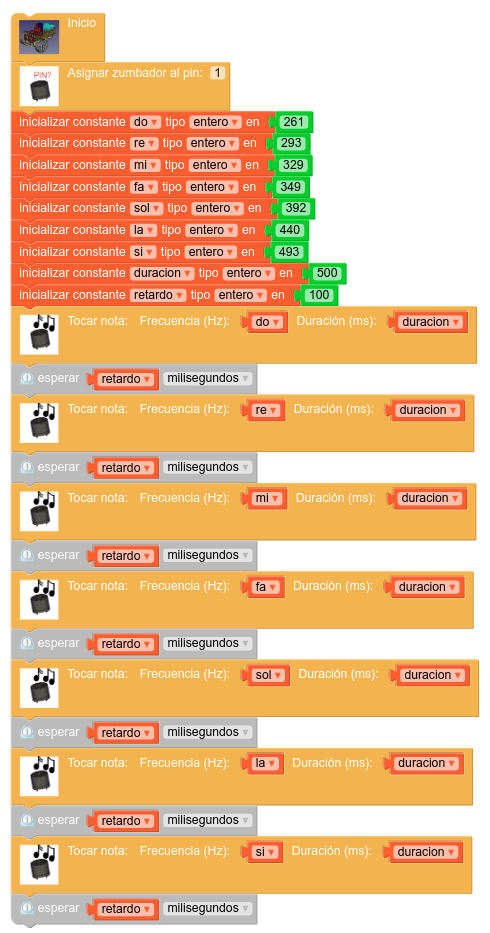 Inicio
PIN?
Asignar zumbador al pin: 1
inicializar constante do tipo entero en 261
inicializar constante re tipo entero en 293
inicializar constante mi tipo entero en 329
inicializar constante fa tipo entero en 349
inicializar constante sol tipo entero en 392
inicializar constante la tipo entero en 440
inicializar constante si tipo entero en 493
inicializar constante duracion tipo entero en 500
inicializar constante retardo tipo entero en 100
Tocar nota: Frecuencia (Hz): do Duración (ms): duracion
esperar retardo milisegundos
Tocar nota: Frecuencia (Hz): re Duración (ms): duracion
esperar retardo milisegundos
Tocar nota: Frecuencia (Hz): mi Duración (ms): duracion
esperar retardo milisegundos
Tocar nota: Frecuencia (Hz): fa Duración (ms): duracion
esperar retardo milisegundos
Tocar nota: Frecuencia (Hz): sol Duración (ms): duracion
esperar retardo milisegundos
Tocar nota: Frecuencia (Hz): la Duración (ms): duracion
esperar retardo milisegundos
Tocar nota: Frecuencia (Hz): si Duración (ms): duracion
esperar retardo milisegundos